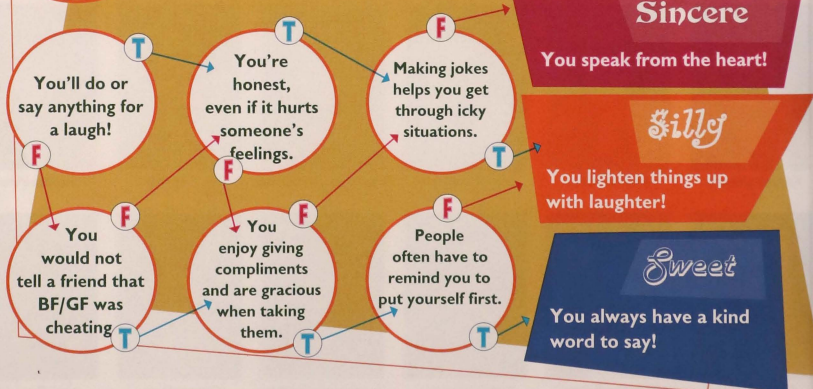 T
You'll do or
say anything for
a laugh!
F
T
You're
honest,
even if it hurts
someone's
feelings.
F
F
Making jokes
helps you get
through icky
situations.
T
Sincere
You speak from the heart!
Silly
You lighten things up
with laughter!
F
You
would not
tell a friend that
BF/GF was
cheating
T
F
You
enjoy giving
compliments
and are gracious
when taking
them.
T
F
People
often have to
remind you to
put yourself first.
T
Sweet
You always have a kind
word to say!